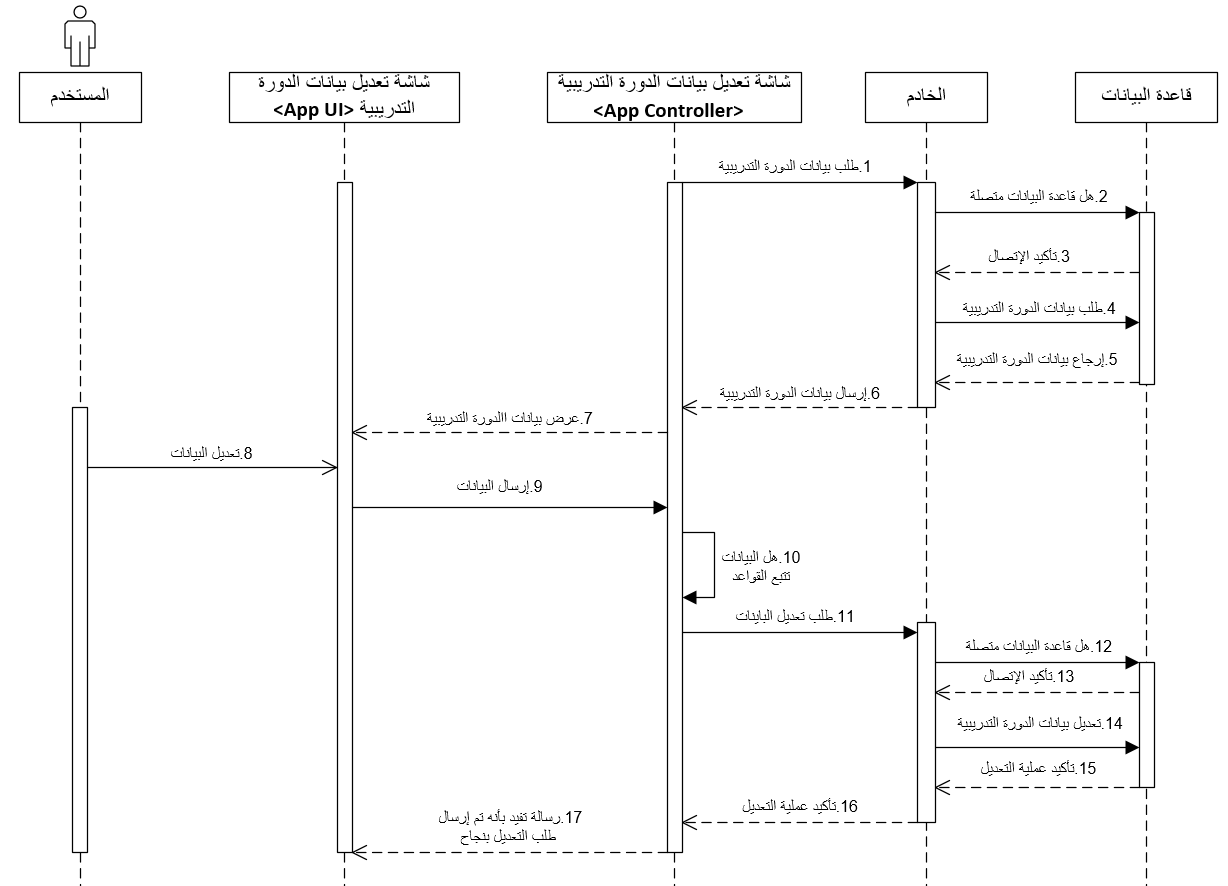 المستخدم
شاشة تعديل بيانات الدورة
التدريبية <App UI>
شاشة تعديل بيانات الدورة التدريبية
<App Controller>
الخادم
قاعدة البيانات
1.طلب بيانات الدورة التدريبية
2.هل قاعدة البيانات متصلة
3.تأكيد الإتصال
4.طلب بيانات الدورة التدريبية
5.إرجاع بيانات الدورة التدريبية
6.إرسال بيانات الدورة التدريبية
7.عرض بيانات االدورة التدريبية
8.تعديل البيانات
9.إرسال البيانات
10.هل البيانات
تتبع القواعد
11.طلب تعديل الباينات
12.هل قاعدة البيانات متصلة
13.تأكيد الإتصال
14.تعديل بيانات الدورة التدريبية
15.تأكيد عملية التعديل
16.تأكيد عملية التعديل
17.رسالة تفيد بأنه تم إرسال
طلب التعديل بنجاح